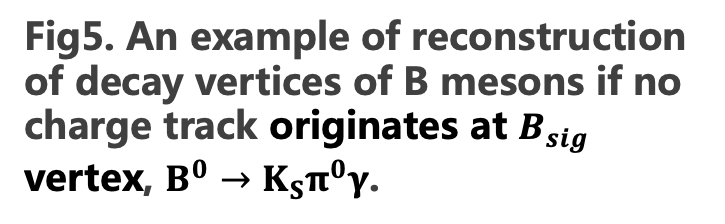 Fig5. An example of reconstruction
of decay vertices of B mesons if no
charge track originates at B_sig
vertex, B⁰ → K_Sπ⁰γ.